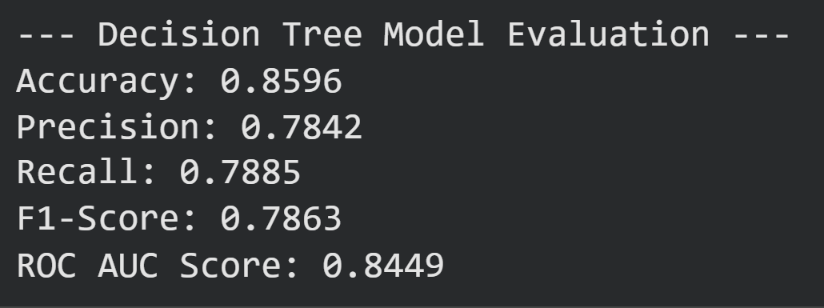 --- Decision Tree Model Evaluation ---
Accuracy: 0.8596
Precision: 0.7842
Recall: 0.7885
F1-Score: 0.7863
ROC AUC Score: 0.8449